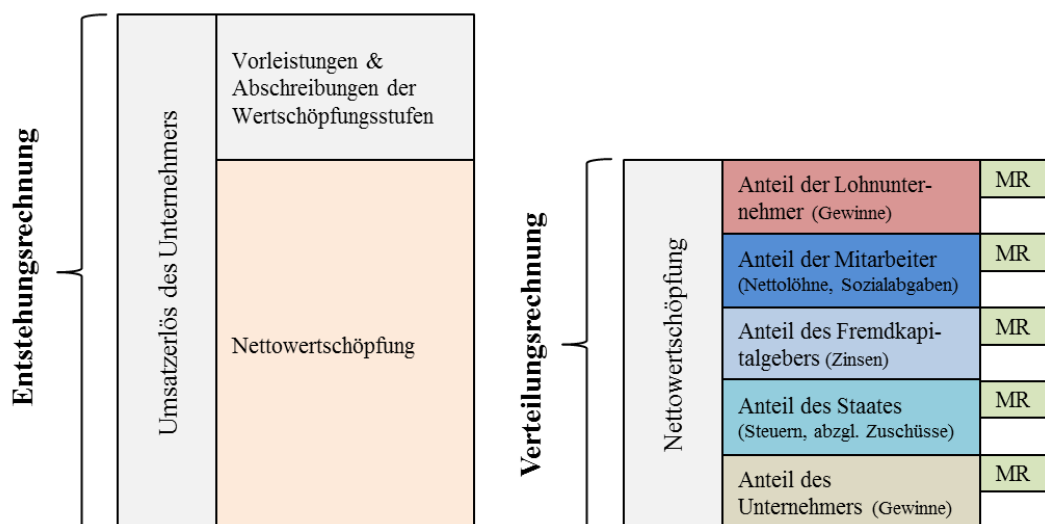 Entstehungsrechnung
Umsatzerlös des Unternehmers
Vorleistungen &
Abschreibungen der
Wertschöpfungsstufen
Nettowertschöpfung
Verteilungsrechnung
Nettowertschöpfung
Anteil der Lohnunter-
nehmer (Gewinne)
MR
Anteil der Mitarbeiter
(Nettolöhne, Sozialabgaben)
MR
Anteil des Fremdkapi-
talgebers (Zinsen)
MR
Anteil des Staates
(Steuern, abzgl. Zuschüsse)
MR
Anteil des
Unternehmers (Gewinne)
MR